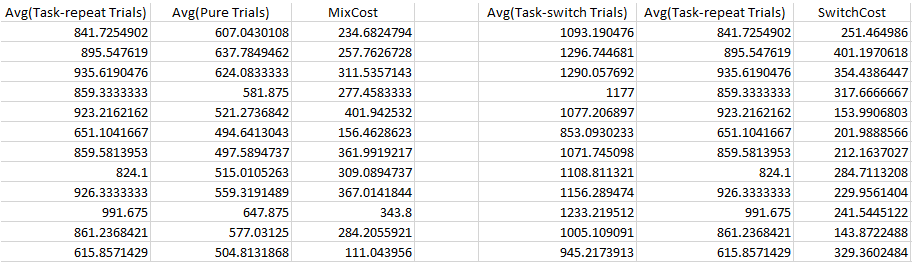 Avg(Task-repeat Trials) Avg(Pure Trials) MixCost Avg(Task-switch Trials) Avg(Task-repeat Trials) SwitchCost
841.7254902 607.0430108 234.6824794 1093.190476 841.7254902 251.464986
895.547619 637.7849462 257.7626728 1296.744681 895.547619 401.1970618
935.6190476 624.0833333 311.5357143 1290.057692 935.6190476 354.4386447
859.3333333 581.875 277.4583333 1177 859.3333333 317.6666667
923.2162162 521.2736842 401.942532 1077.206897 923.2162162 153.9906803
651.1041667 494.6413043 156.4628623 853.0930233 651.1041667 201.9888566
859.5813953 497.5894737 361.9919217 1071.745098 859.5813953 212.1637027
824.1 515.0105263 309.0894737 1108.811321 824.1 284.7113208
926.3333333 559.3191489 367.0141844 1156.289474 926.3333333 229.9561404
991.675 647.875 343.8 1233.219512 991.675 241.5445122
861.2368421 577.03125 284.2055921 1005.109091 861.2368421 143.8722488
615.8571429 504.8131868 111.043956 945.2173913 615.8571429 329.3602484